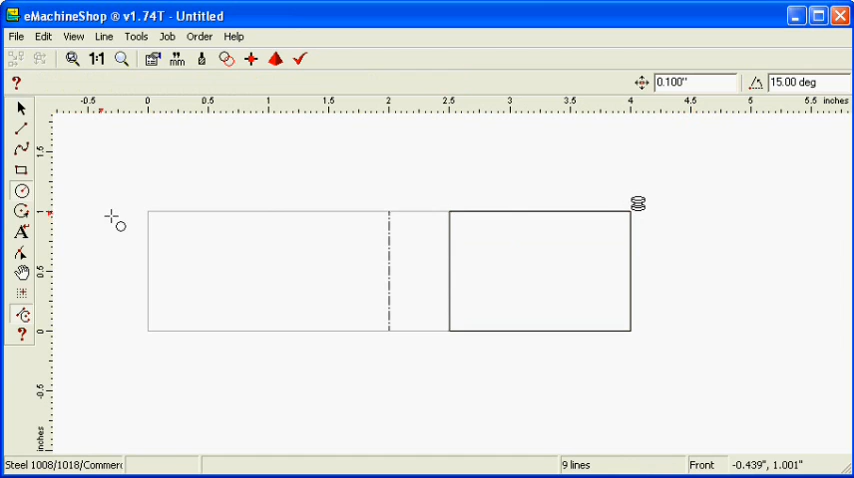 eMachineShop ® v1.74T - Untitled
File Edit View Line Tools Job Order Help
1:1 mm
? 0.100" 15.00 deg
-0.5 0 0.5 1 1.5 2 2.5 3 3.5 4 4.5 5 5.5 inches
1.5
1
0.5
0
-0.5
inches
A
?
Steel 1008/1018/Commerc 9 lines Front -0.439", 1.001"